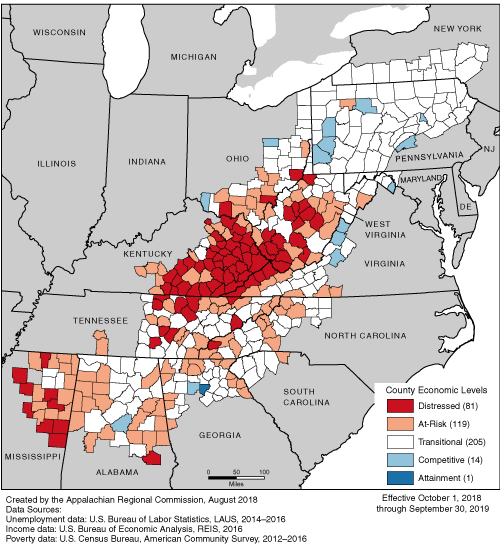 WISCONSIN
NEW YORK
MICHIGAN
ILLINOIS
INDIANA
OHIO
PENNSYLVANIA
NJ
MARYLAND
DE
WEST
VIRGINIA
KENTUCKY
VIRGINIA
TENNESSEE
NORTH CAROLINA
SOUTH
CAROLINA
GEORGIA
MISSISSIPPI
ALABAMA
0 50 100
Miles
County Economic Levels
Distressed (81)
At-Risk (119)
Transitional (205)
Competitive (14)
Attainment (1)
Effective October 1, 2018
through September 30, 2019
Created by the Appalachian Regional Commission, August 2018
Data Sources:
Unemployment data: U.S. Bureau of Labor Statistics, LAUS, 2014–2016
Income data: U.S. Bureau of Economic Analysis, REIS, 2016
Poverty data: U.S. Census Bureau, American Community Survey, 2012–2016